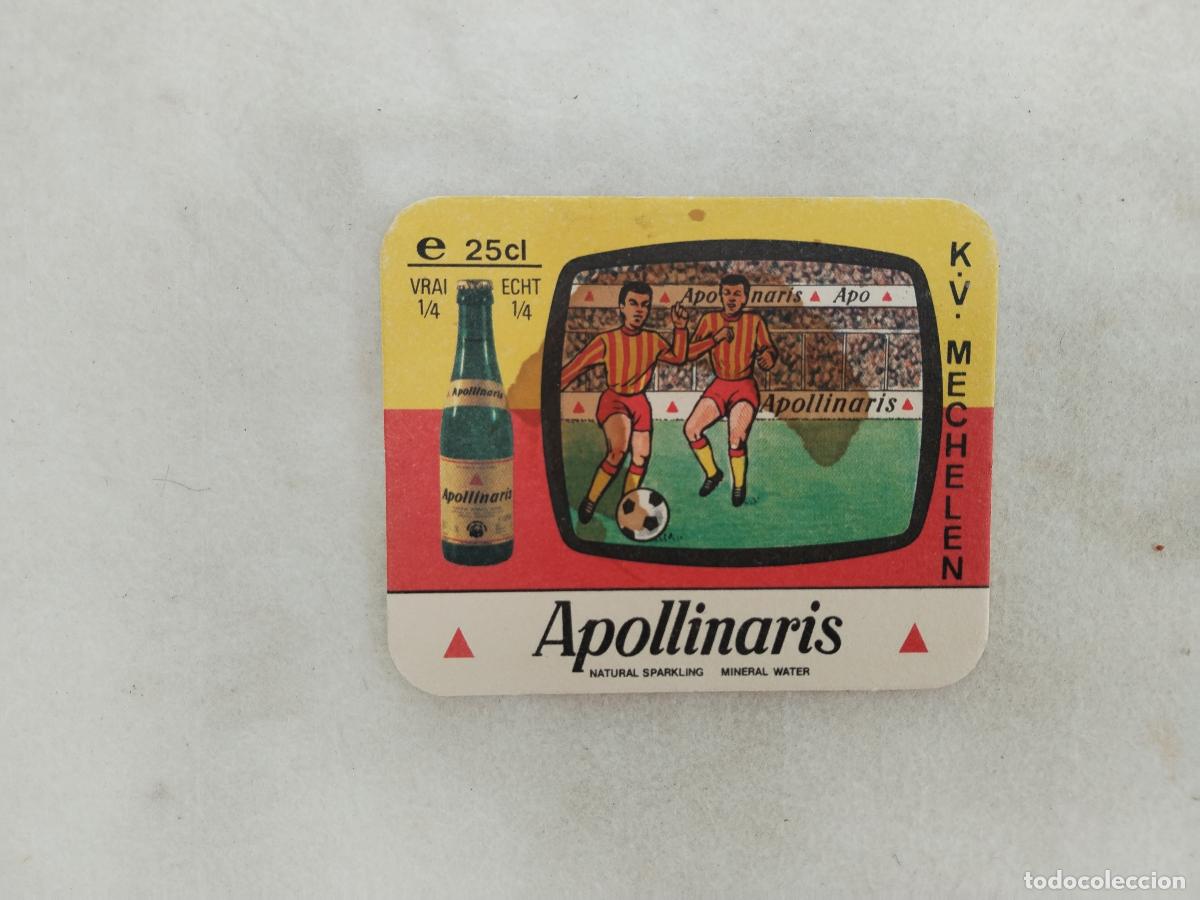 e 25cl
VRAI ECHT
1/4 1/4
K.V. MECHELEN
Apollinaris Apo
Apollinaris
Apollinaris
Apollinaris
Apollinaris
NATURAL SPARKLING MINERAL WATER
todocoleccion